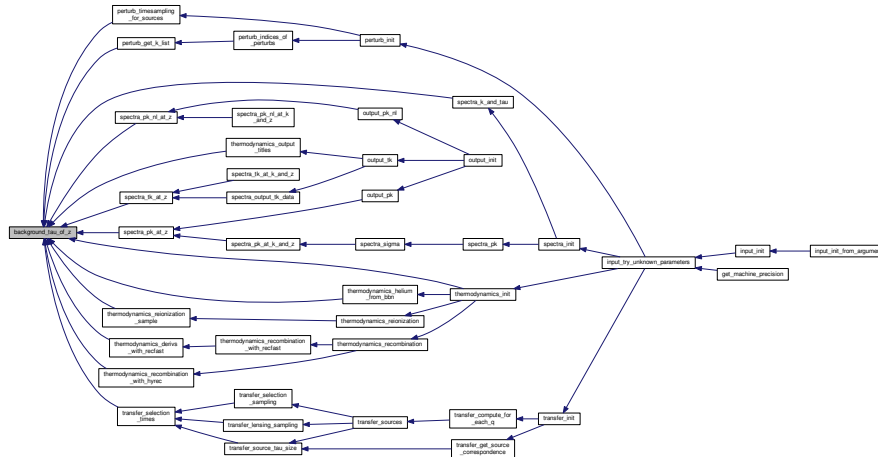 perturb_timesampling
_for_sources
perturb_get_k_list
perturb_indices_of
_perturbs
perturb_init
spectra_k_and_tau
spectra_pk_nl_at_z
spectra_pk_nl_at_k
_and_z
output_pk_nl
thermodynamics_output
_titles
output_tk
output_init
spectra_tk_at_k_and_z
spectra_tk_at_z
spectra_output_tk_data
output_pk
background_tau_of_z
spectra_pk_at_z
spectra_pk_at_k_and_z
spectra_sigma
spectra_pk
spectra_init
input_init
input_init_from_argumen
input_try_unknown_parameters
get_machine_precision
thermodynamics_helium
_from_bbn
thermodynamics_init
thermodynamics_reionization
_sample
thermodynamics_reionization
thermodynamics_derivs
_with_recfast
thermodynamics_recombination
_with_recfast
thermodynamics_recombination
thermodynamics_recombination
_with_hyrec
transfer_selection
_sampling
transfer_selection
_times
transfer_lensing_sampling
transfer_sources
transfer_compute_for
_each_q
transfer_init
transfer_source_tau_size
transfer_get_source
_correspondence